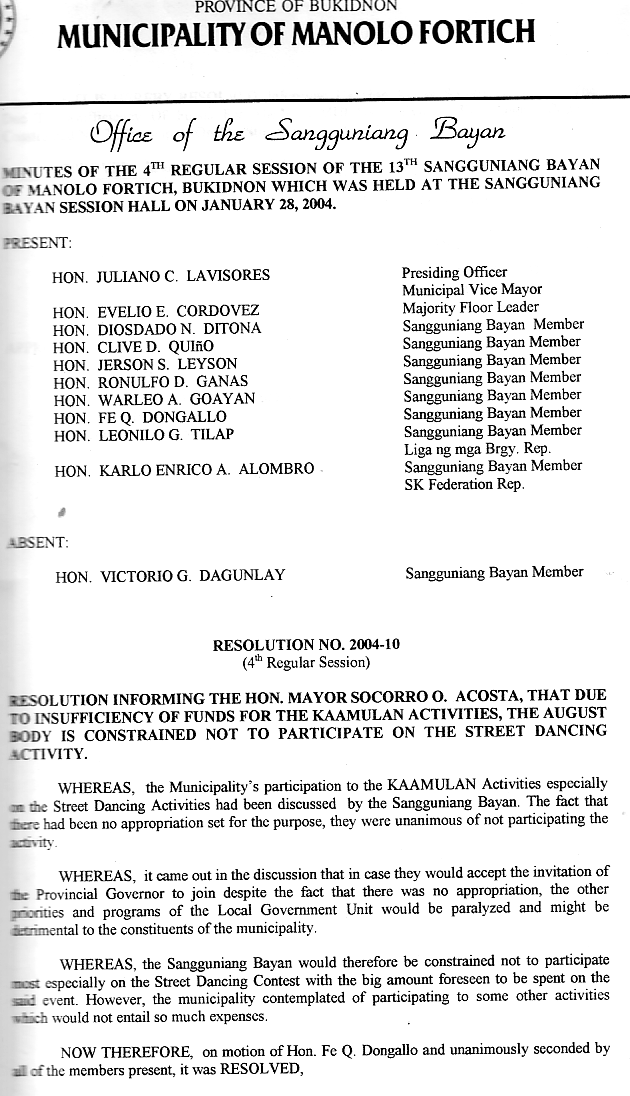 PROVINCE OF BUKIDNON
MUNICIPALITY OF MANOLO FORTICH
Office of the Sangguniang Bayan
MINUTES OF THE 4TH REGULAR SESSION OF THE 13TH SANGGUNIANG BAYAN
OF MANOLO FORTICH, BUKIDNON WHICH WAS HELD AT THE SANGGUNIANG
BAYAN SESSION HALL ON JANUARY 28, 2004.
PRESENT:
HON. JULIANO C. LAVISORES Presiding Officer
Municipal Vice Mayor
HON. EVELIO E. CORDOVEZ Majority Floor Leader
HON. DIOSDADO N. DITONA Sangguniang Bayan Member
HON. CLIVE D. QUIñO Sangguniang Bayan Member
HON. JERSON S. LEYSON Sangguniang Bayan Member
HON. RONULFO D. GANAS Sangguniang Bayan Member
HON. WARLEO A. GOAYAN Sangguniang Bayan Member
HON. FE Q. DONGALLO Sangguniang Bayan Member
HON. LEONILO G. TILAP Sangguniang Bayan Member
Liga ng mga Brgy. Rep.
HON. KARLO ENRICO A. ALOMBRO Sangguniang Bayan Member
SK Federation Rep.
ABSENT:
HON. VICTORIO G. DAGUNLAY Sangguniang Bayan Member
RESOLUTION NO. 2004-10
(4th Regular Session)
RESOLUTION INFORMING THE HON. MAYOR SOCORRO O. ACOSTA, THAT DUE
TO INSUFFICIENCY OF FUNDS FOR THE KAAMULAN ACTIVITIES, THE AUGUST
BODY IS CONSTRAINED NOT TO PARTICIPATE ON THE STREET DANCING
ACTIVITY.
WHEREAS, the Municipality's participation to the KAAMULAN Activities especially
on the Street Dancing Activities had been discussed by the Sangguniang Bayan. The fact that
there had been no appropriation set for the purpose, they were unanimous of not participating the
activity.
WHEREAS, it came out in the discussion that in case they would accept the invitation of
the Provincial Governor to join despite the fact that there was no appropriation, the other
priorities and programs of the Local Government Unit would be paralyzed and might be
detrimental to the constituents of the municipality.
WHEREAS, the Sangguniang Bayan would therefore be constrained not to participate
most especially on the Street Dancing Contest with the big amount foreseen to be spent on the
said event. However, the municipality contemplated of participating to some other activities
which would not entail so much expenses.
NOW THEREFORE, on motion of Hon. Fe Q. Dongallo and unanimously seconded by
all of the members present, it was RESOLVED,